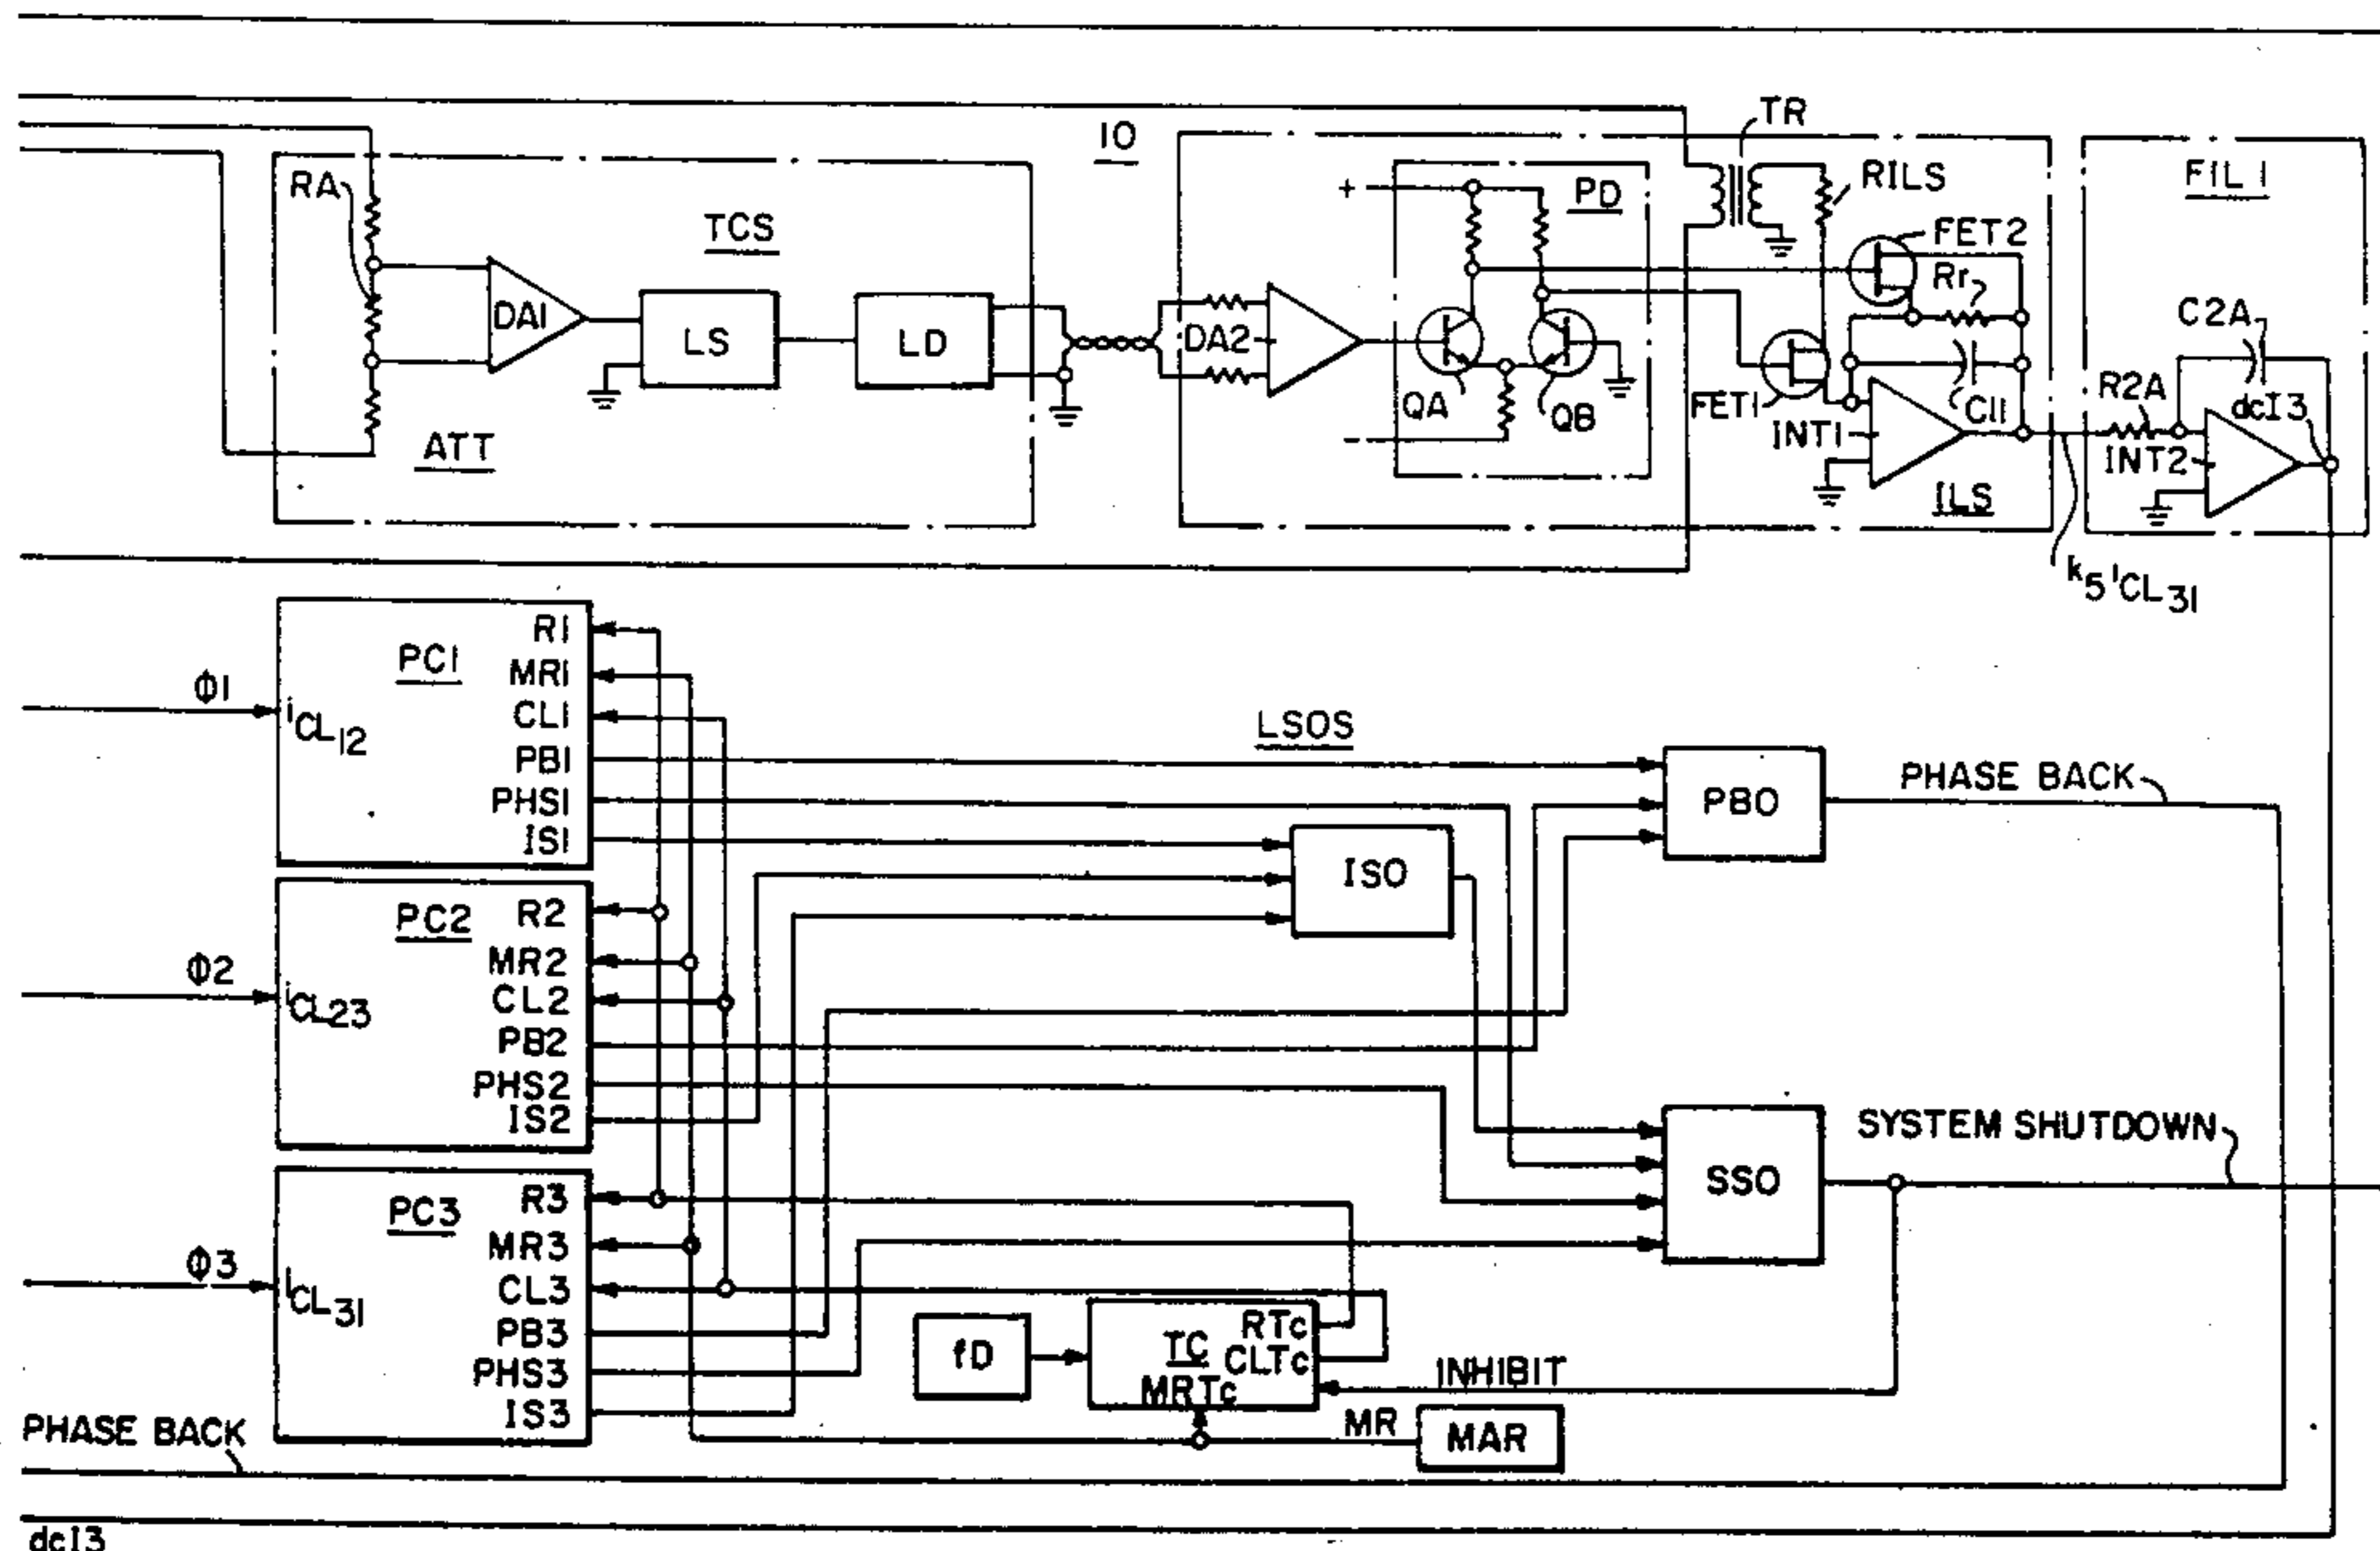 TR
IO
RA
TCS
+
PD
RILS
FIL 1
FET2
Rr
DA1
LS
LD
DA2
C2A
R2A
dcI3
QA
QB
FET1
C11
INT1
INT2
ATT
ILS
k5iCL31
PC1
R1
MR1
CL1
PB1
PHS1
IS1
Φ1
iCL12
LSOS
PBO
PHASE BACK
ISO
PC2
R2
MR2
CL2
PB2
PHS2
IS2
Φ2
iCL23
SYSTEM SHUTDOWN
SSO
PC3
R3
MR3
CL3
PB3
PHS3
IS3
Φ3
iCL31
fD
TC
RTc
CLTc
MRTc
INHIBIT
MR
MAR
PHASE BACK
dcI3